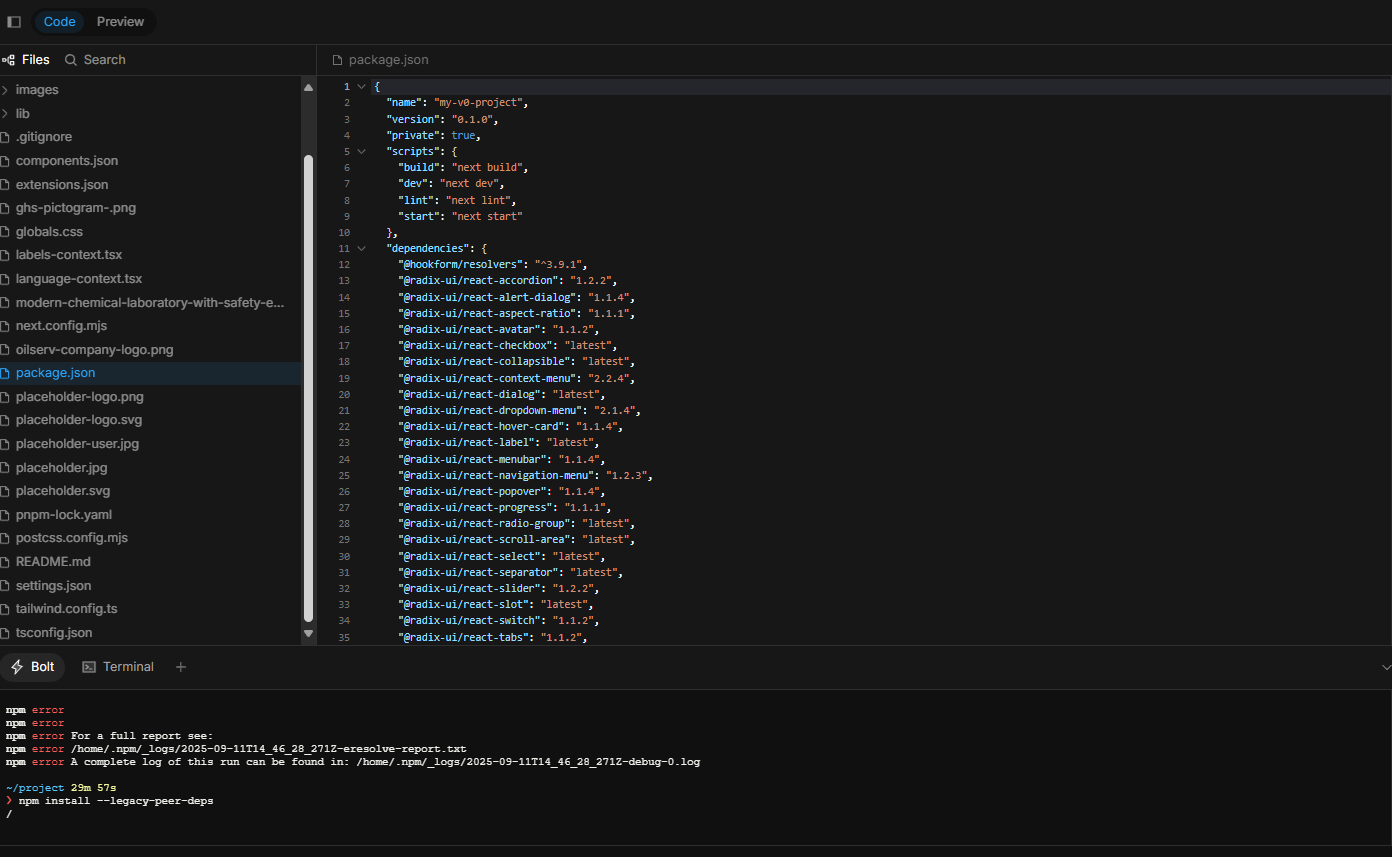 Code Preview
Files Search
images
lib
.gitignore
components.json
extensions.json
ghs-pictogram-.png
globals.css
labels-context.tsx
language-context.tsx
modern-chemical-laboratory-with-safety-e...
next.config.mjs
oilserv-company-logo.png
package.json
placeholder-logo.png
placeholder-logo.svg
placeholder-user.jpg
placeholder.jpg
placeholder.svg
pnpm-lock.yaml
postcss.config.mjs
README.md
settings.json
tailwind.config.ts
tsconfig.json
package.json
1 {
2 "name": "my-v0-project",
3 "version": "0.1.0",
4 "private": true,
5 "scripts": {
6 "build": "next build",
7 "dev": "next dev",
8 "lint": "next lint",
9 "start": "next start"
10 },
11 "dependencies": {
12 "@hookform/resolvers": "^3.9.1",
13 "@radix-ui/react-accordion": "1.2.2",
14 "@radix-ui/react-alert-dialog": "1.1.4",
15 "@radix-ui/react-aspect-ratio": "1.1.1",
16 "@radix-ui/react-avatar": "1.1.2",
17 "@radix-ui/react-checkbox": "latest",
18 "@radix-ui/react-collapsible": "latest",
19 "@radix-ui/react-context-menu": "2.2.4",
20 "@radix-ui/react-dialog": "latest",
21 "@radix-ui/react-dropdown-menu": "2.1.4",
22 "@radix-ui/react-hover-card": "1.1.4",
23 "@radix-ui/react-label": "latest",
24 "@radix-ui/react-menubar": "1.1.4",
25 "@radix-ui/react-navigation-menu": "1.2.3",
26 "@radix-ui/react-popover": "1.1.4",
27 "@radix-ui/react-progress": "1.1.1",
28 "@radix-ui/react-radio-group": "latest",
29 "@radix-ui/react-scroll-area": "latest",
30 "@radix-ui/react-select": "latest",
31 "@radix-ui/react-separator": "latest",
32 "@radix-ui/react-slider": "1.2.2",
33 "@radix-ui/react-slot": "latest",
34 "@radix-ui/react-switch": "1.1.2",
35 "@radix-ui/react-tabs": "1.1.2",
Bolt Terminal +
npm error
npm error
npm error For a full report see:
npm error /home/.npm/_logs/2025-09-11T14_46_28_271Z-eresolve-report.txt
npm error A complete log of this run can be found in: /home/.npm/_logs/2025-09-11T14_46_28_271Z-debug-0.log
~/project 29m 57s
❯ npm install --legacy-peer-deps
/